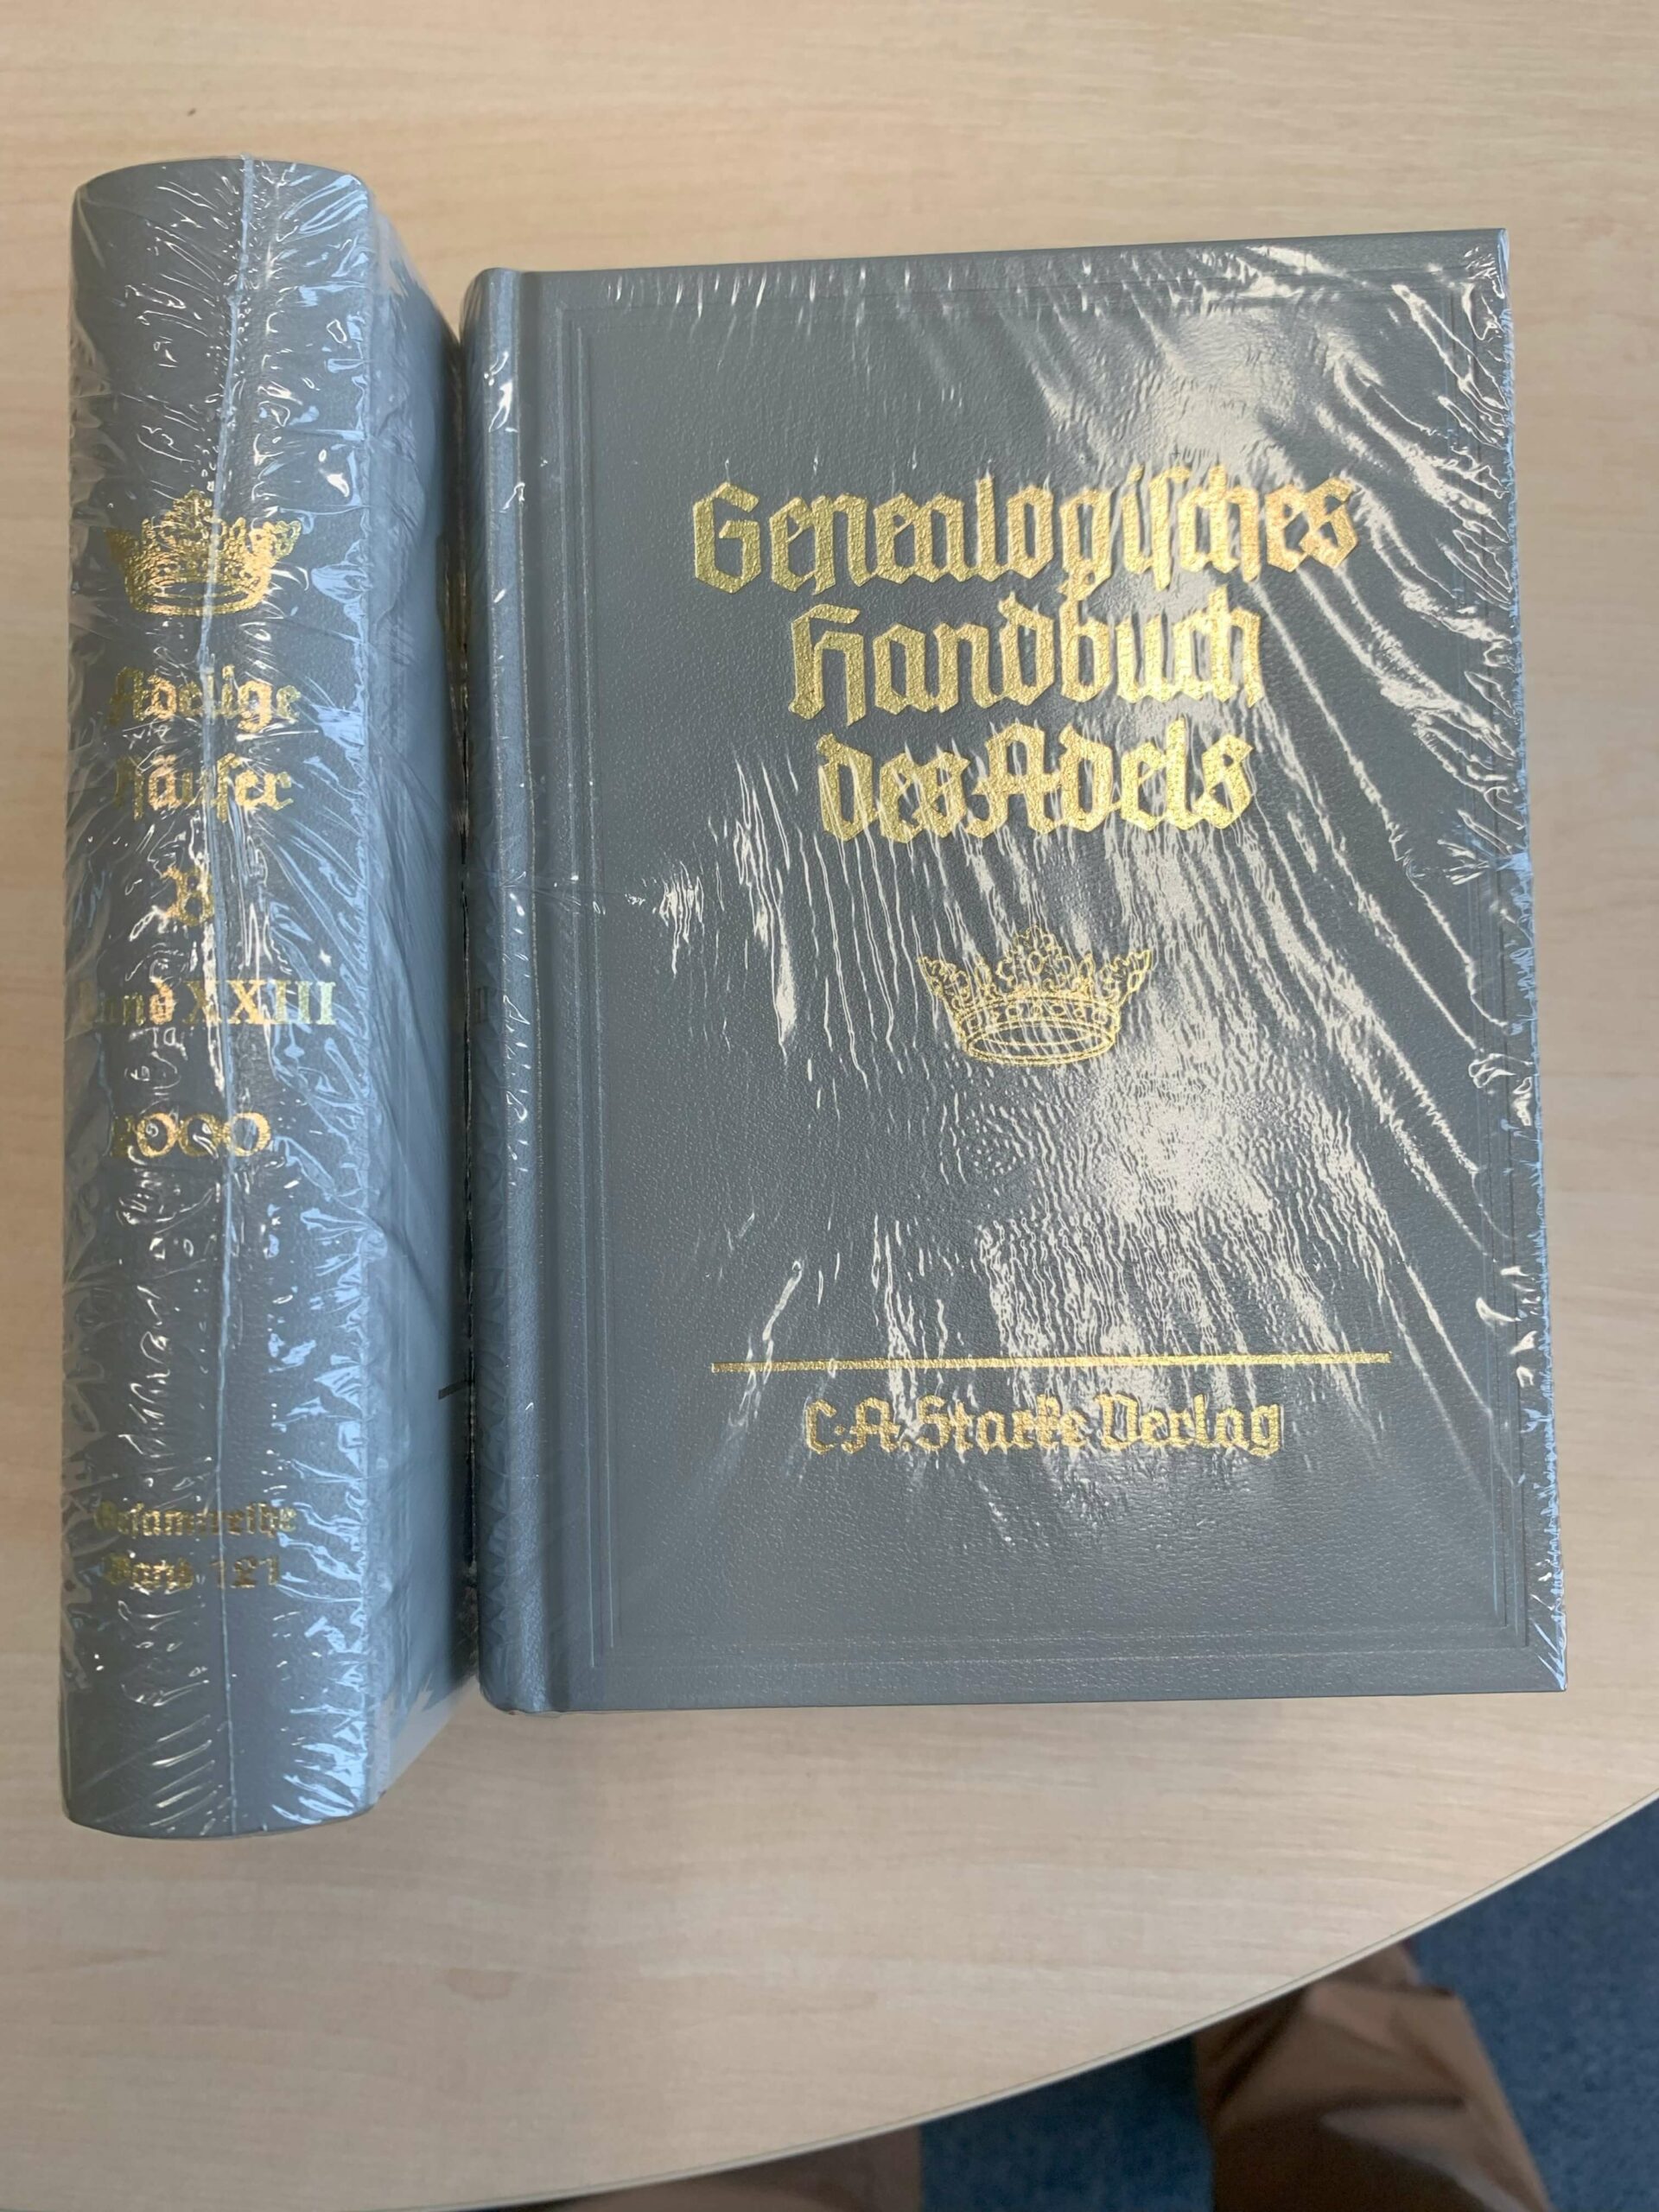 Adelige
Häuser
B
Band XXIII
2000
Gesamtreihe
Band 121
Genealogisches
Handbuch
des Adels
C. A. Starke Verlag